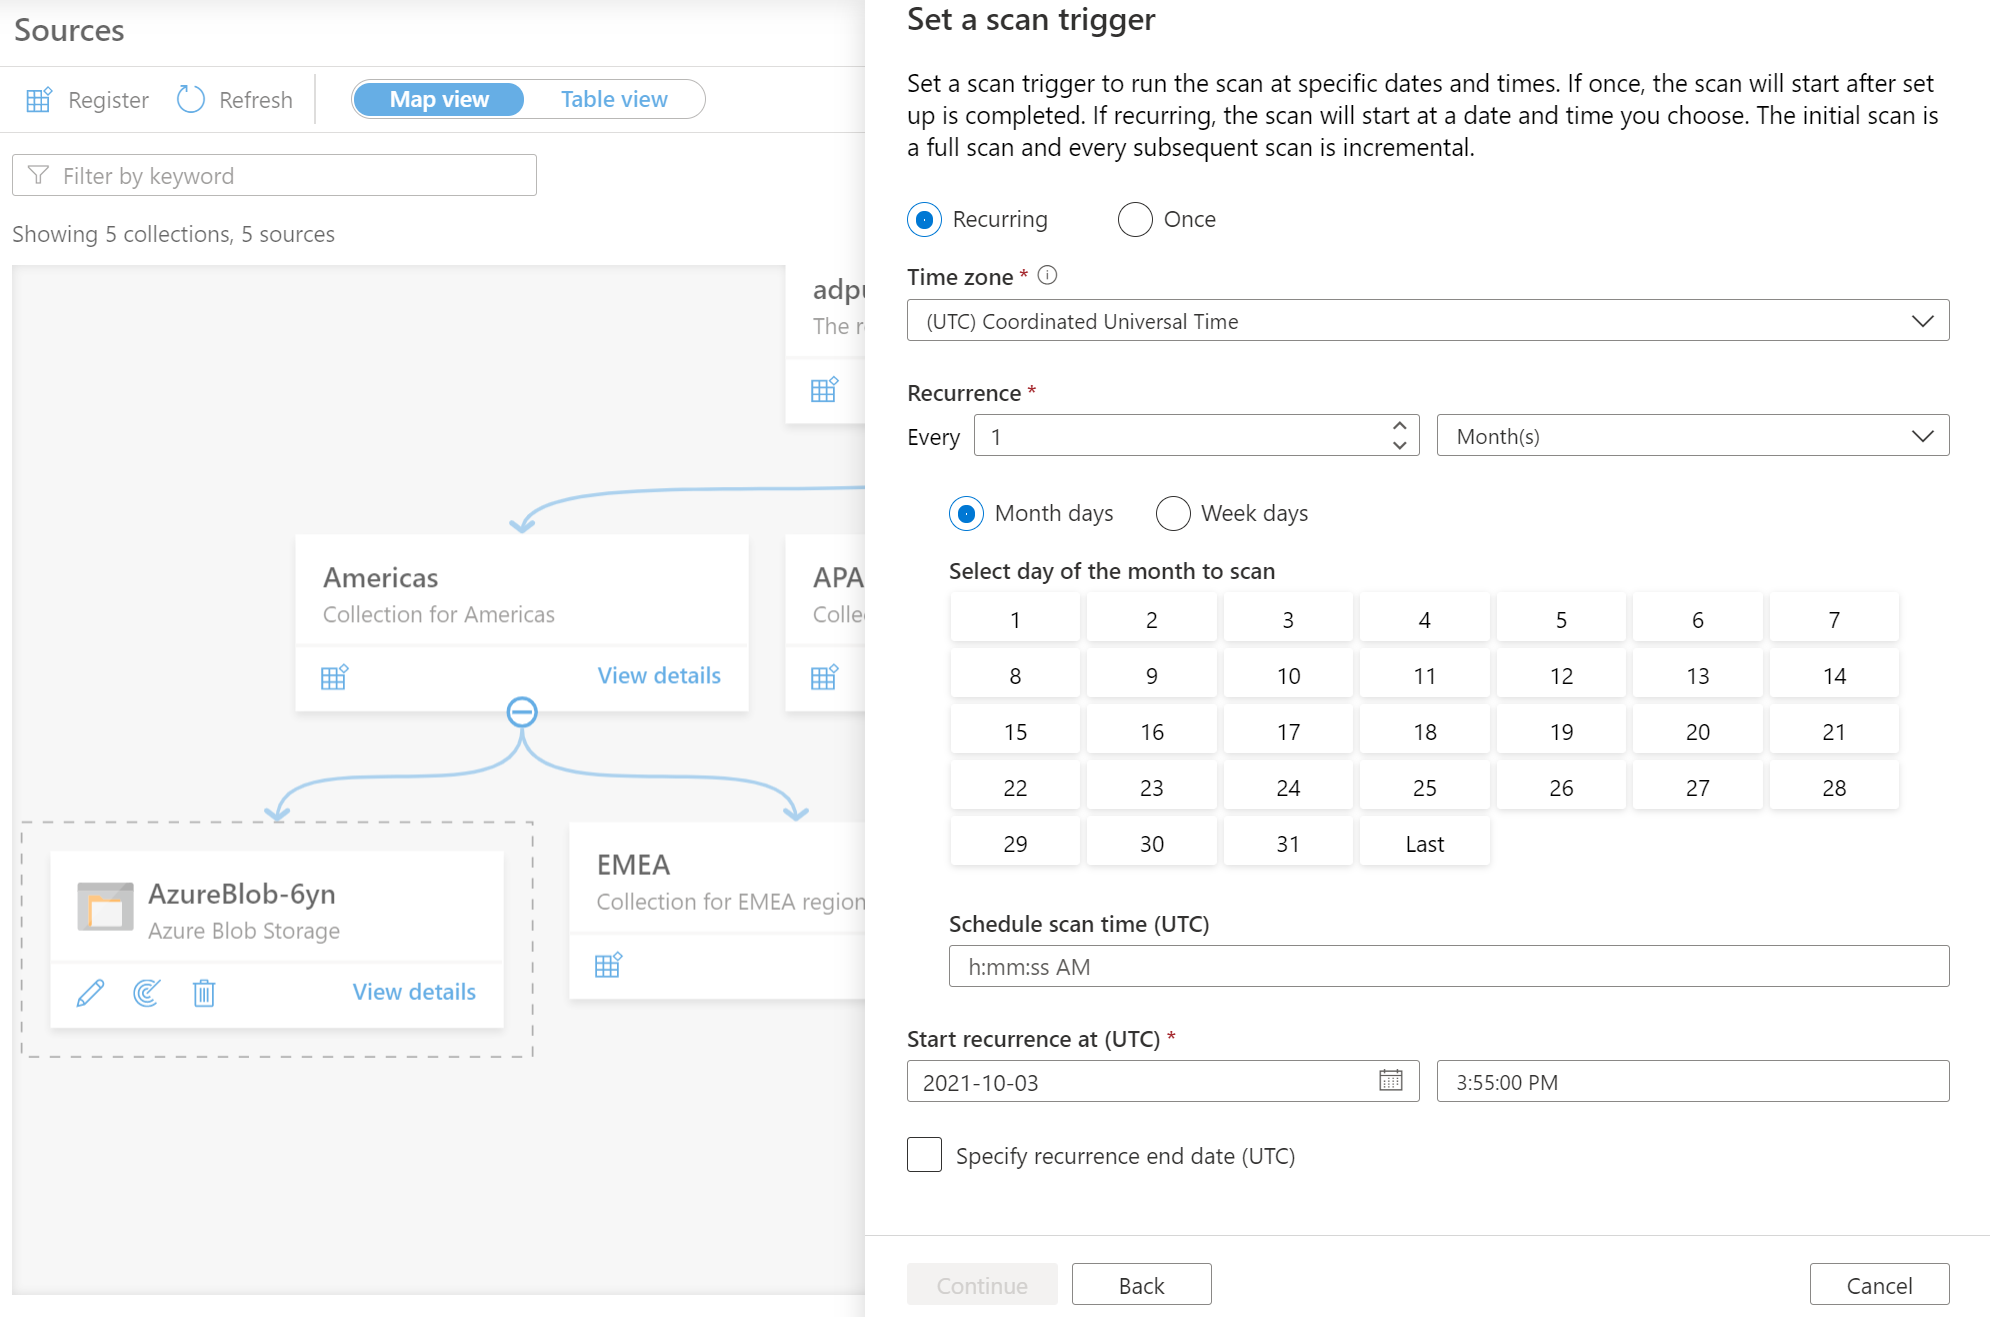 Sources
Register
Refresh
Map view
Table view
Filter by keyword
Showing 5 collections, 5 sources
Americas
Collection for Americas
View details
AzureBlob-6yn
Azure Blob Storage
View details
EMEA
Collection for EMEA region
Set a scan trigger
Set a scan trigger to run the scan at specific dates and times. If once, the scan will start after set
up is completed. If recurring, the scan will start at a date and time you choose. The initial scan is
a full scan and every subsequent scan is incremental.
Recurring
Once
Time zone *
(UTC) Coordinated Universal Time
Recurrence *
Every 1 Month(s)
Month days
Week days
Select day of the month to scan
1 2 3 4 5 6 7
8 9 10 11 12 13 14
15 16 17 18 19 20 21
22 23 24 25 26 27 28
29 30 31 Last
Schedule scan time (UTC)
h:mm:ss AM
Start recurrence at (UTC) *
2021-10-03
3:55:00 PM
Specify recurrence end date (UTC)
Continue
Back
Cancel